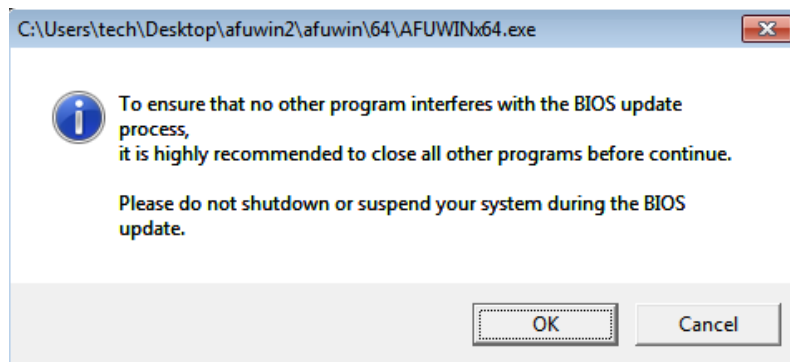 C:\Users\tech\Desktop\afuwin2\afuwin\64\AFUWINx64.exe
To ensure that no other program interferes with the BIOS update
process,
it is highly recommended to close all other programs before continue.
Please do not shutdown or suspend your system during the BIOS
update.
OK
Cancel